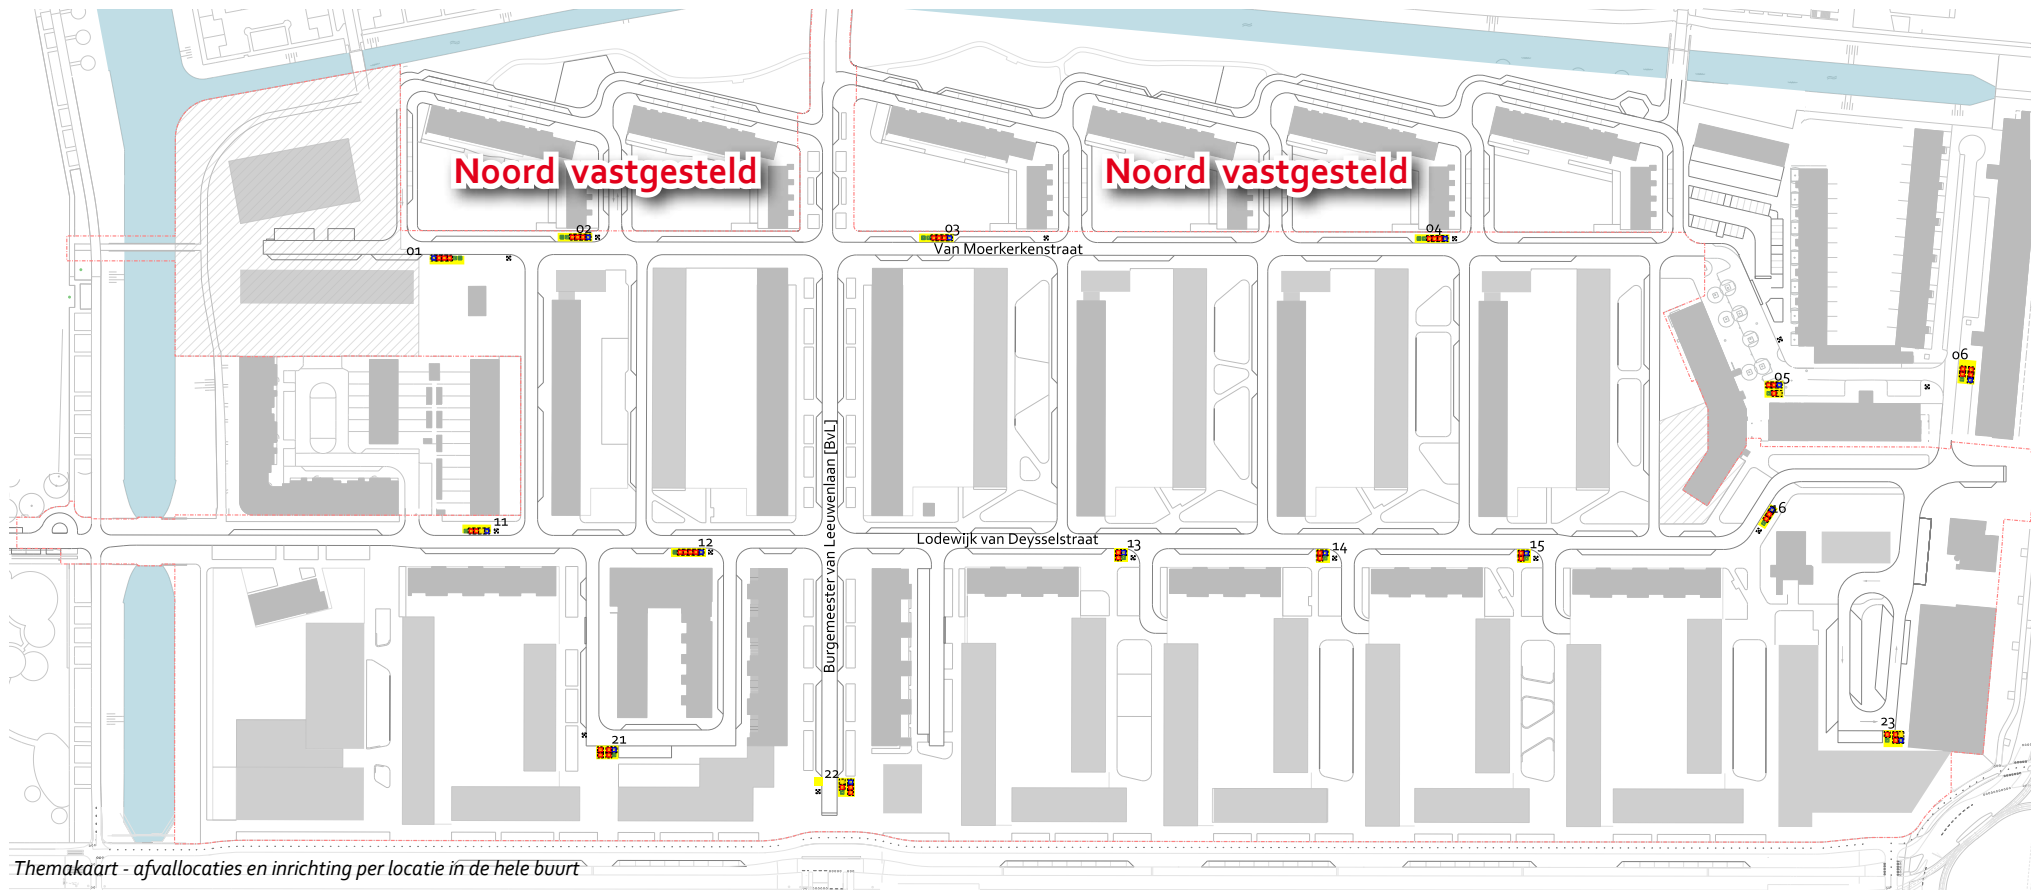 Noord vastgesteld
Noord vastgesteld
02
03
04
01
Van Moerkerkenstraat
06
05
Burgemeester van Leeuwenlaan [BvL]
16
11
12
Lodewijk van Deysselstraat
13
14
15
21
22
23
Themakaart - afvallocaties en inrichting per locatie in de hele buurt